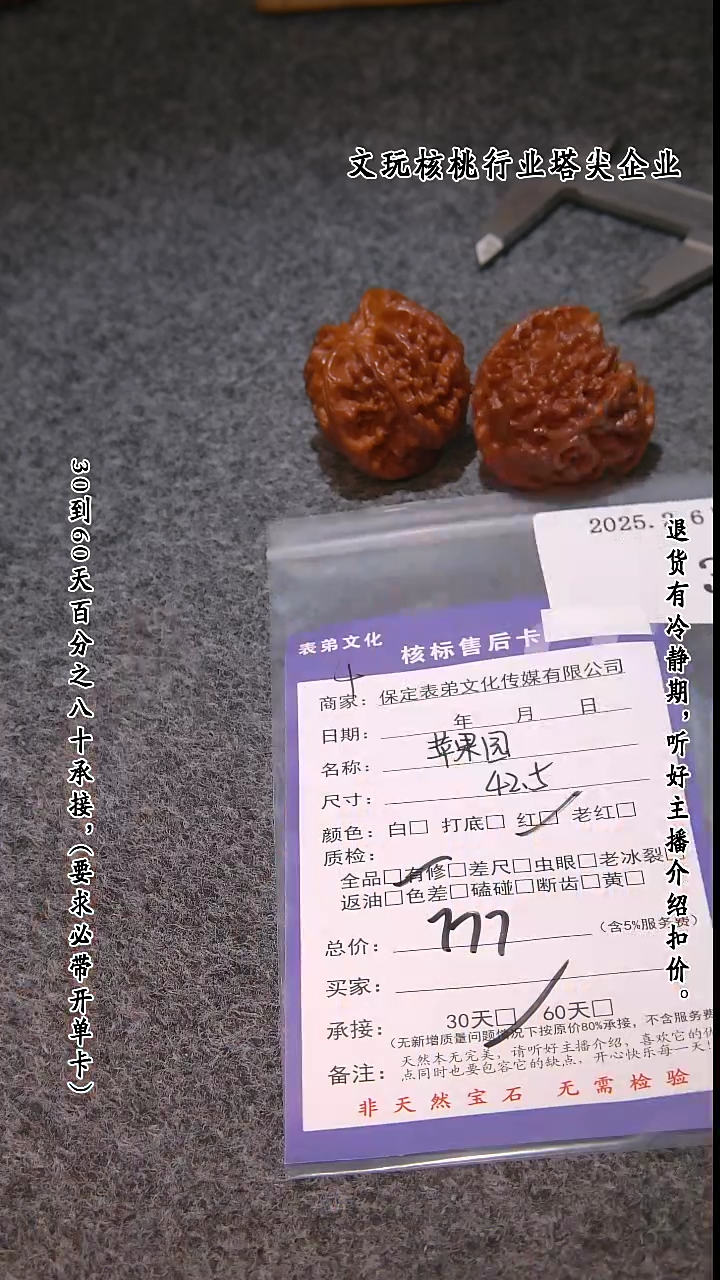 文玩核桃行业塔尖企业
30到60天百分之八十承接，（要求必带开单卡）
退货有冷静期，听好主播介绍扣价。
表弟文化 核标售后卡
商家：保定表弟文化传媒有限公司
日期： 年 月 日
名称：苹果园
尺寸：42.5
颜色：白□ 打底□ 红□ 老红□
质检：
全品□有修□差尺□虫眼□老冰裂□
返油□色差□磕碰□断齿□黄□
总价：777 （含5%服务费）
买家：
承接：30天□ 60天□
（无新增质量问题情况下按原价80%承接，不含服务费
备注：天然本无完美，请听好主播介绍，喜欢它的优
点同时也要包容它的缺点，开心快乐每一天！
非天然宝石 无需检验